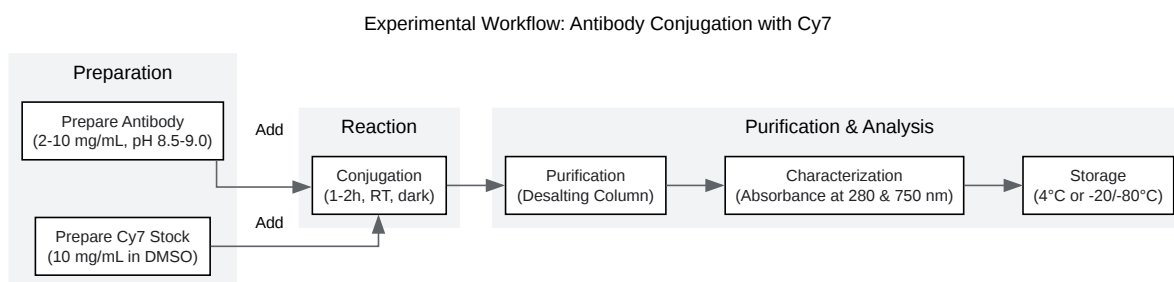 Experimental Workflow: Antibody Conjugation with Cy7
Preparation
Prepare Antibody
(2-10 mg/mL, pH 8.5-9.0)
Add
Prepare Cy7 Stock
(10 mg/mL in DMSO)
Add
Reaction
Conjugation
(1-2h, RT, dark)
Purification & Analysis
Purification
(Desalting Column)
Characterization
(Absorbance at 280 & 750 nm)
Storage
(4°C or -20/-80°C)